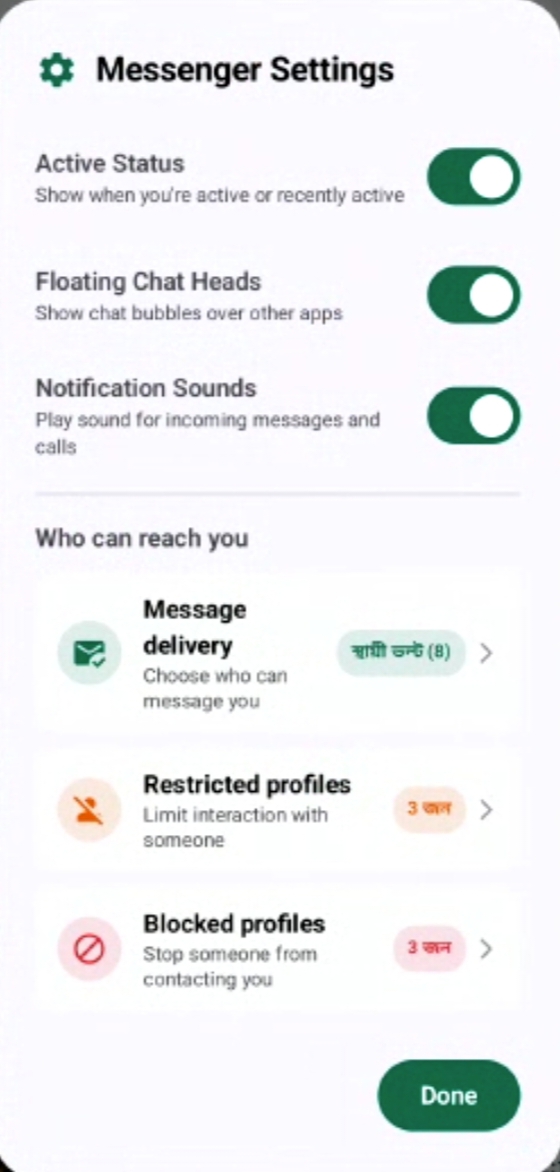 Messenger Settings
Active Status
Show when you're active or recently active
Floating Chat Heads
Show chat bubbles over other apps
Notification Sounds
Play sound for incoming messages and
calls
Who can reach you
Message
delivery
Choose who can
message you
স্থায়ী ভল্ট (8)
Restricted profiles
Limit interaction with
someone
3 জন
Blocked profiles
Stop someone from
contacting you
3 জন
Done